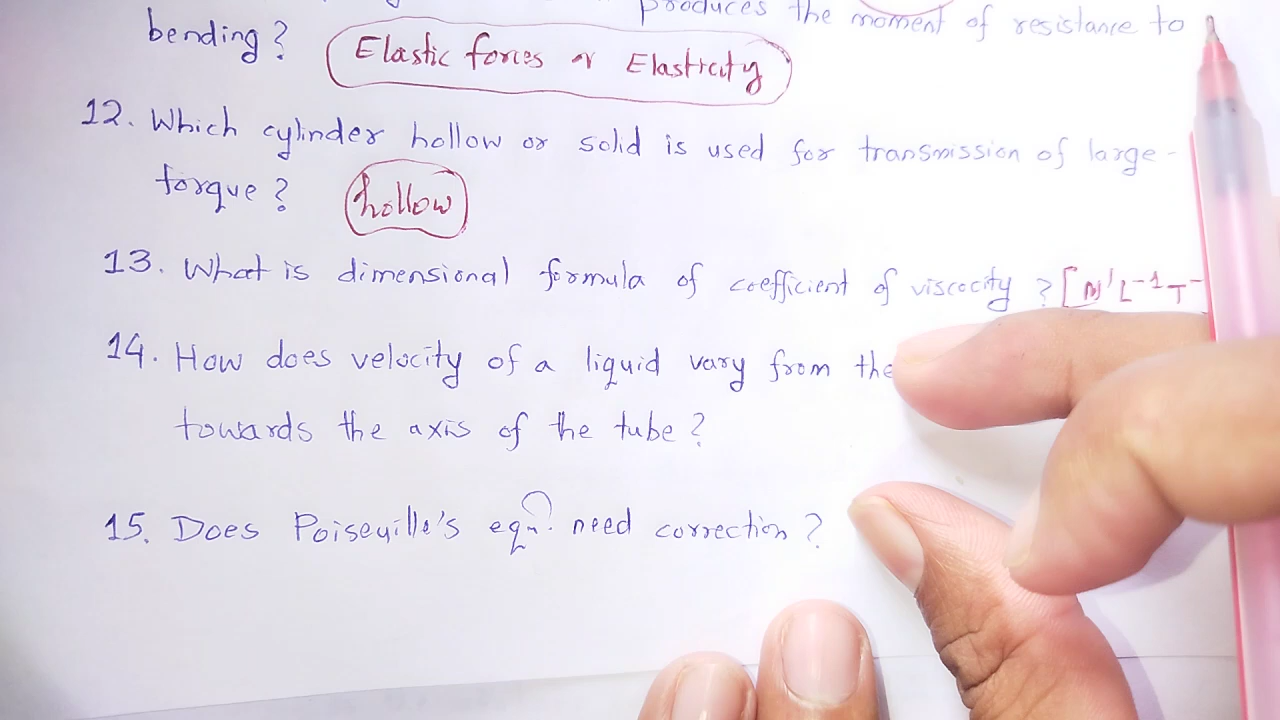 produces the moment of resistance to
bending? Elastic forces or Elasticity
12. Which cylinder hollow or solid is used for transmission of large-
torque? hollow
13. What is dimensional formula of coefficient of viscocity ? [M¹L⁻¹T⁻
14. How does velocity of a liquid vary from the
towards the axis of the tube?
15. Does Poiseuille's eqn. need correction?